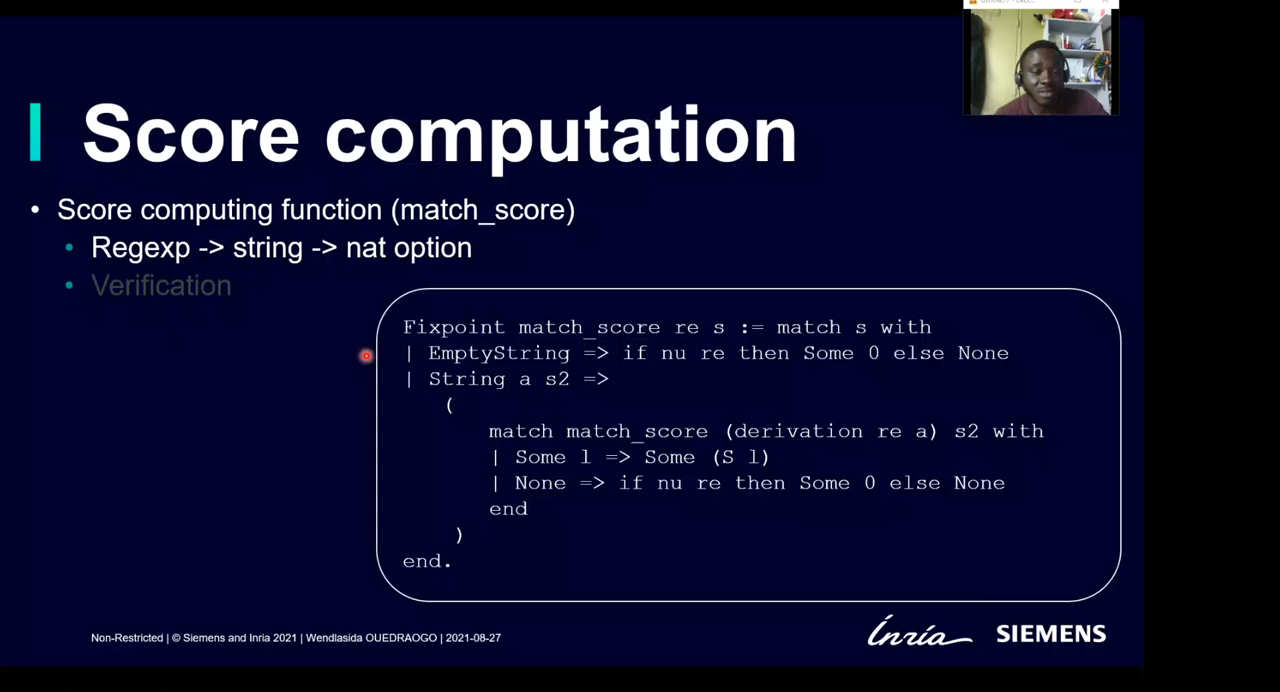 Score computation
• Score computing function (match_score)
• Regexp -> string -> nat option
• Verification
Fixpoint match_score re s := match s with
| EmptyString => if nu re then Some 0 else None
| String a s2 =>
(
match match_score (derivation re a) s2 with
| Some l => Some (S l)
| None => if nu re then Some 0 else None
end
)
end.
Non-Restricted | © Siemens and Inria 2021 | Wendlasida OUEDRAOGO | 2021-08-27
Inria
SIEMENS